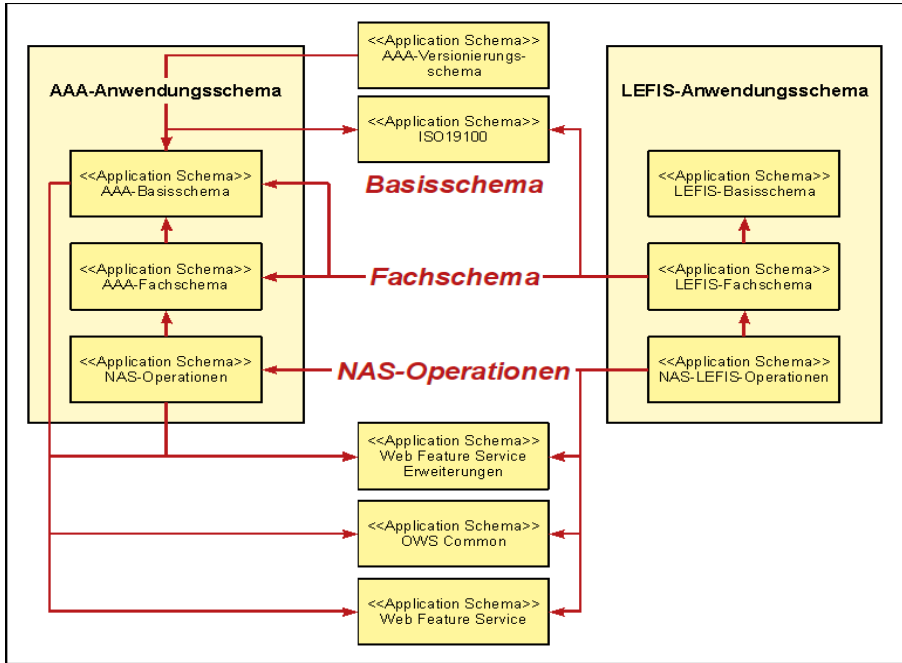 AAA-Anwendungsschema
<<Application Schema>>
AAA-Basisschema
<<Application Schema>>
AAA-Fachschema
<<Application Schema>>
NAS-Operationen
<<Application Schema>>
AAA-Versionierungs-
schema
<<Application Schema>>
ISO19100
Basisschema
Fachschema
NAS-Operationen
<<Application Schema>>
Web Feature Service
Erweiterungen
<<Application Schema>>
OWS Common
<<Application Schema>>
Web Feature Service
LEFIS-Anwendungsschema
<<Application Schema>>
LEFIS-Basisschema
<<Application Schema>>
LEFIS-Fachschema
<<Application Schema>>
NAS-LEFIS-Operationen